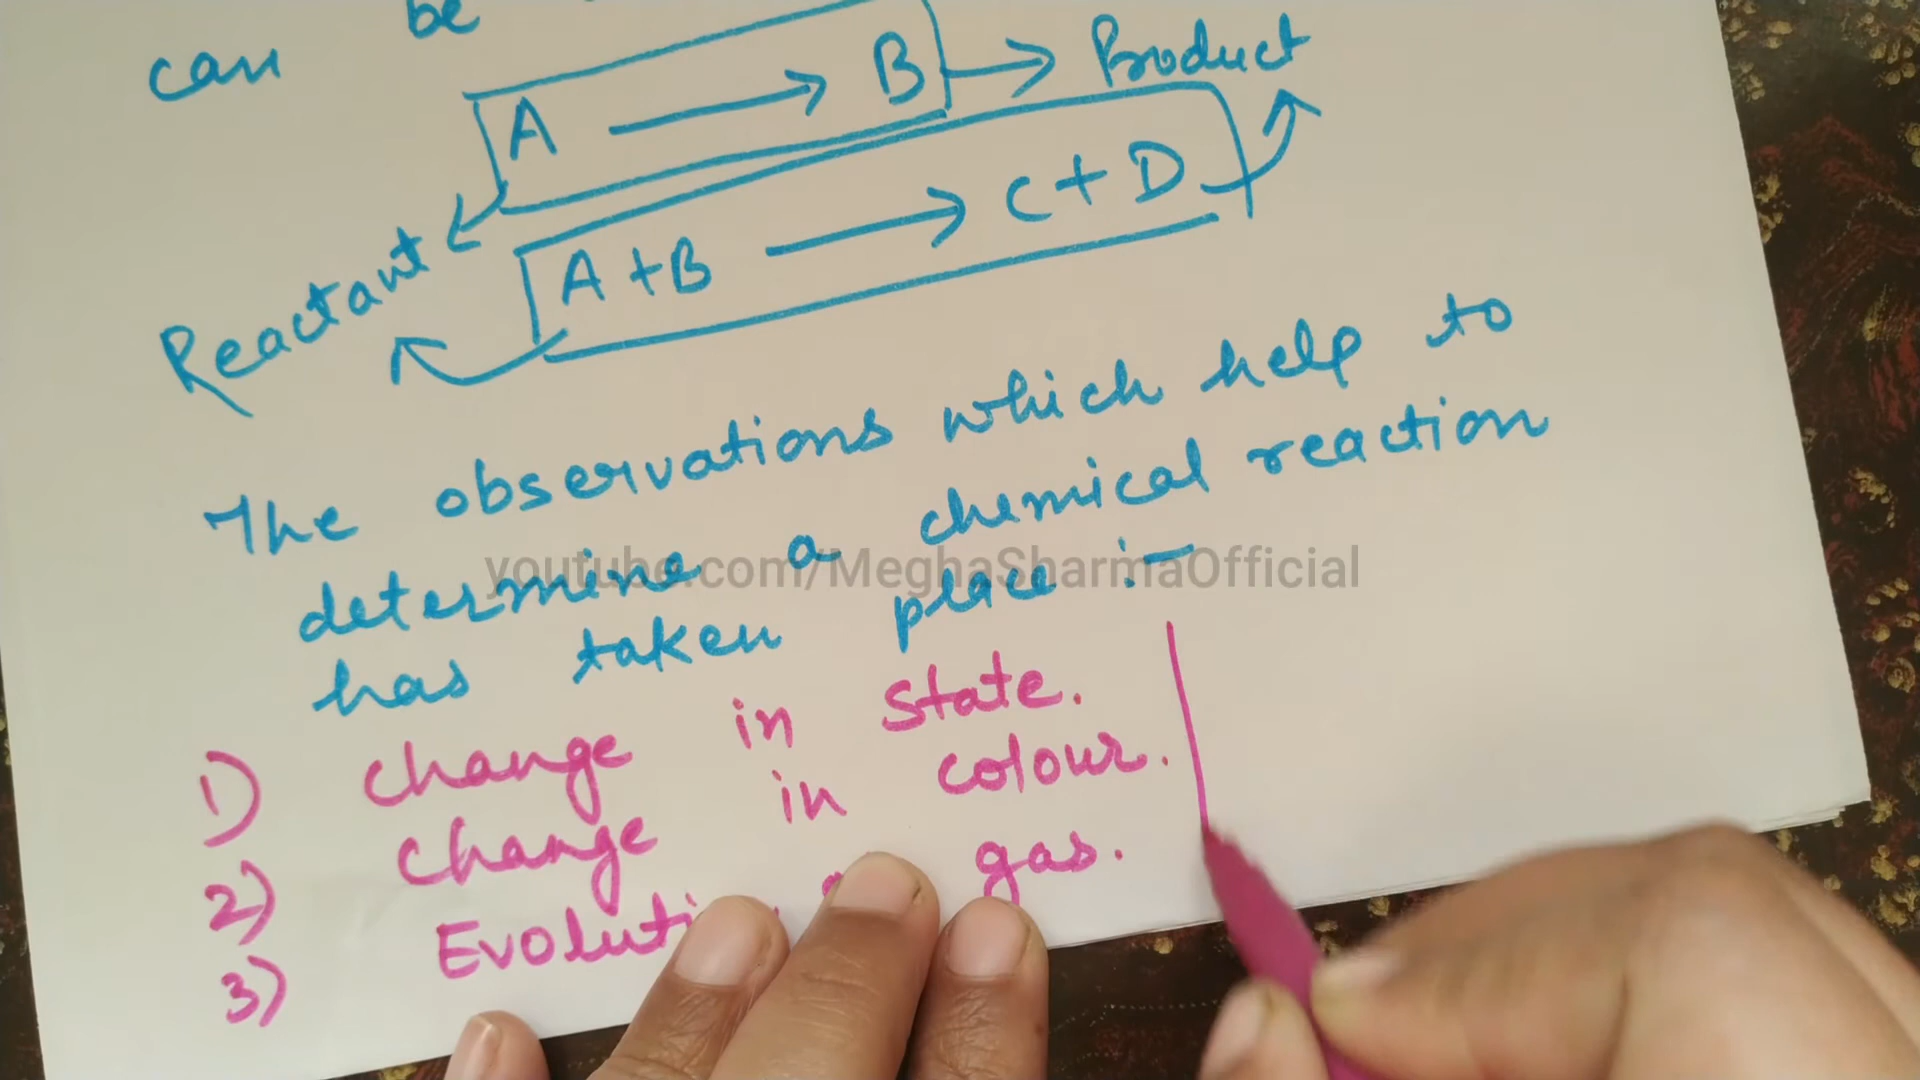 can be
A → B → Product
A + B → C + D
Reactant
The observations which help to
determine a chemical reaction
has taken place :-
youtube.com/MeghaSharmaOfficial
1) Change in state.
2) Change in colour.
3) Evoluti gas.